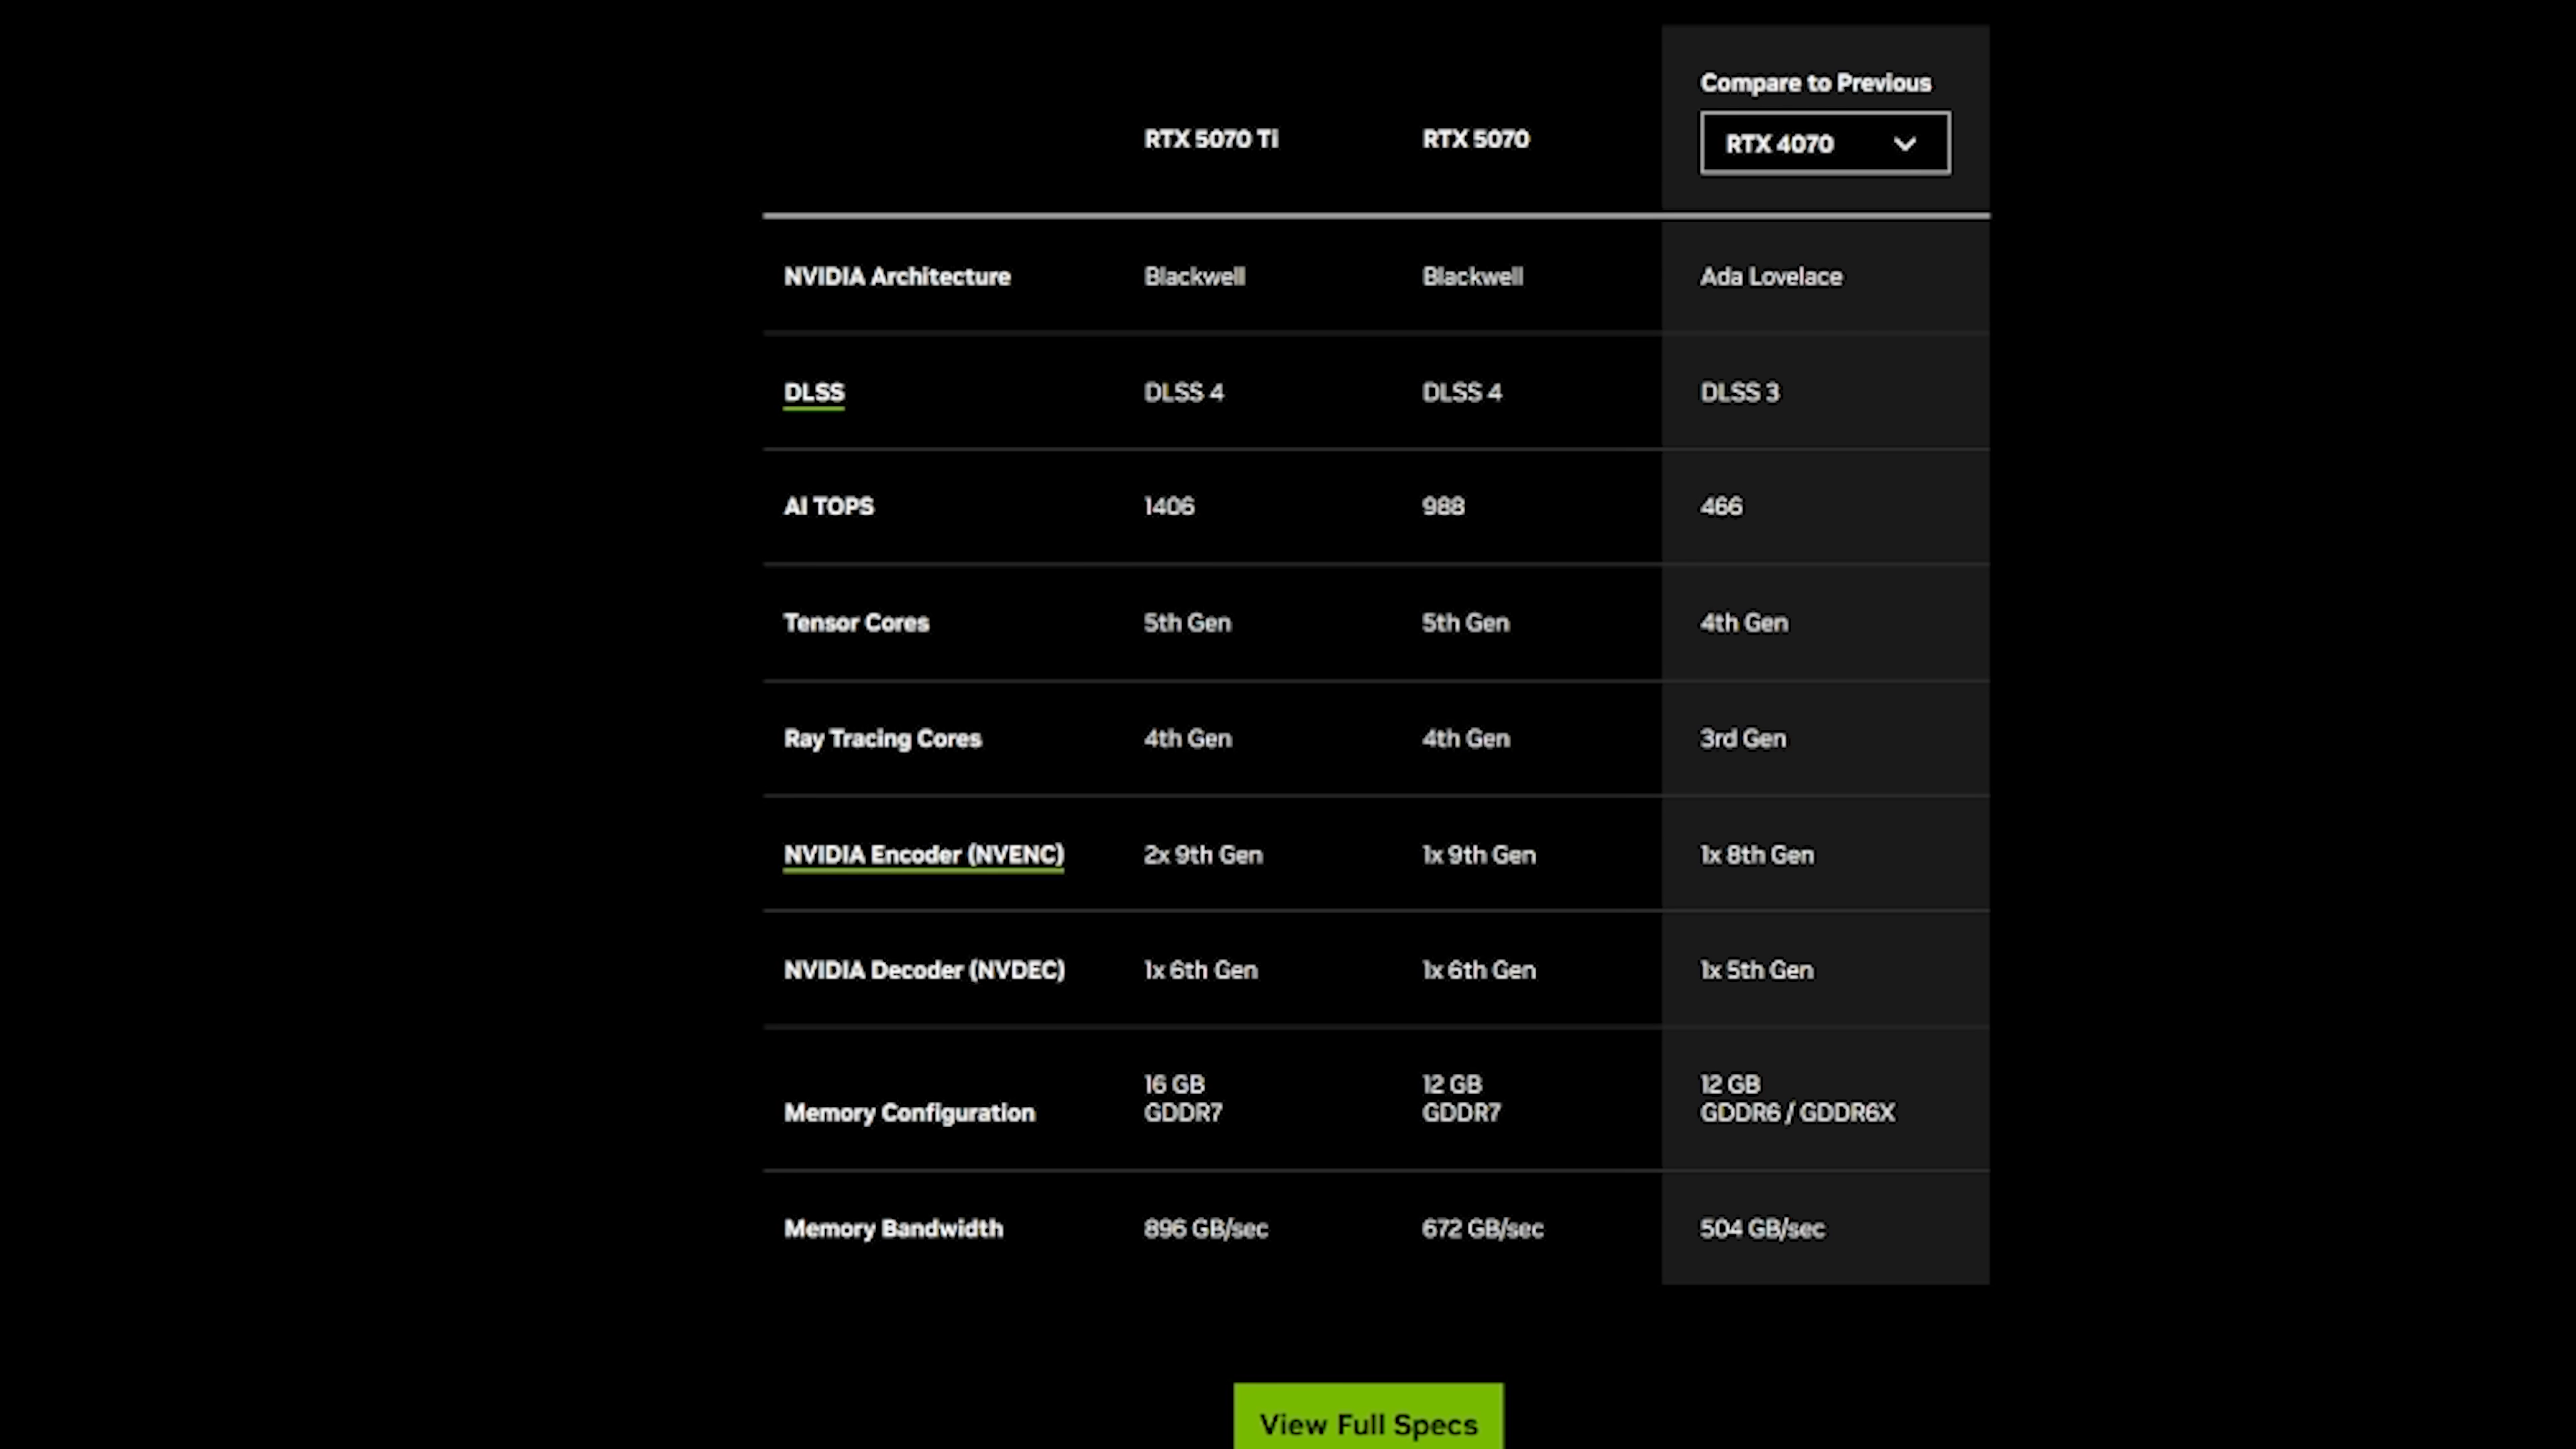 Compare to Previous
RTX 5070 Ti RTX 5070 RTX 4070
NVIDIA Architecture Blackwell Blackwell Ada Lovelace
DLSS DLSS 4 DLSS 4 DLSS 3
AI TOPS 1406 988 466
Tensor Cores 5th Gen 5th Gen 4th Gen
Ray Tracing Cores 4th Gen 4th Gen 3rd Gen
NVIDIA Encoder (NVENC) 2x 9th Gen 1x 9th Gen 1x 8th Gen
NVIDIA Decoder (NVDEC) 1x 6th Gen 1x 6th Gen 1x 5th Gen
16 GB 12 GB 12 GB
Memory Configuration GDDR7 GDDR7 GDDR6 / GDDR6X
Memory Bandwidth 896 GB/sec 672 GB/sec 504 GB/sec
View Full Specs